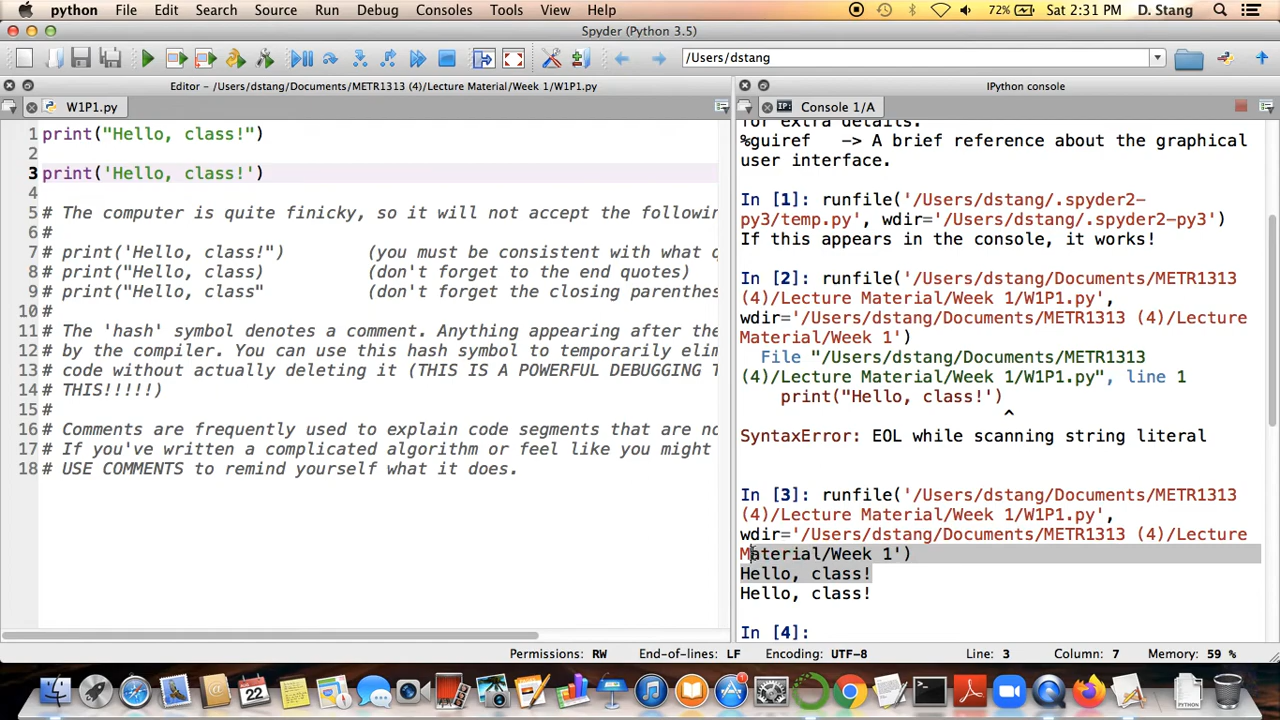 python File Edit Search Source Run Debug Consoles Tools View Help 72% Sat 2:31 PM D. Stang
Spyder (Python 3.5)
/Users/dstang
Editor - /Users/dstang/Documents/METR1313 (4)/Lecture Material/Week 1/W1P1.py
W1P1.py
1 print("Hello, class!")
2
3 print('Hello, class!')
4
5 # The computer is quite finicky, so it will not accept the followin
6 #
7 # print('Hello, class!") (you must be consistent with what q
8 # print("Hello, class) (don't forget to the end quotes)
9 # print("Hello, class" (don't forget the closing parenthes
10 #
11 # The 'hash' symbol denotes a comment. Anything appearing after the
12 # by the compiler. You can use this hash symbol to temporarily elim
13 # code without actually deleting it (THIS IS A POWERFUL DEBUGGING T
14 # THIS!!!!!)
15 #
16 # Comments are frequently used to explain code segments that are no
17 # If you've written a complicated algorithm or feel like you might
18 # USE COMMENTS to remind yourself what it does.
IPython console
Console 1/A
for extra details.
%guiref -> A brief reference about the graphical
user interface.
In [1]: runfile('/Users/dstang/.spyder2-
py3/temp.py', wdir='/Users/dstang/.spyder2-py3')
If this appears in the console, it works!
In [2]: runfile('/Users/dstang/Documents/METR1313
(4)/Lecture Material/Week 1/W1P1.py',
wdir='/Users/dstang/Documents/METR1313 (4)/Lecture
Material/Week 1')
File "/Users/dstang/Documents/METR1313
(4)/Lecture Material/Week 1/W1P1.py", line 1
print("Hello, class!')
^
SyntaxError: EOL while scanning string literal
In [3]: runfile('/Users/dstang/Documents/METR1313
(4)/Lecture Material/Week 1/W1P1.py',
wdir='/Users/dstang/Documents/METR1313 (4)/Lecture
Material/Week 1')
Hello, class!
Hello, class!
In [4]:
Permissions: RW End-of-lines: LF Encoding: UTF-8 Line: 3 Column: 7 Memory: 59 %
22
PYTHON